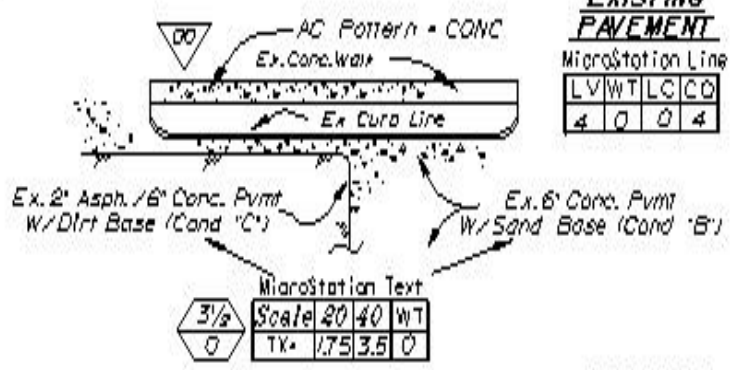 EXISTING
PAVEMENT
MicroStation Line
LV WT LC CO
4 0 0 4
00
AC Pattern = CONC
Ex. Conc. Walk
Ex Curb Line
Ex. 2" Asph. / 6" Conc. Pvmt
W/ Dirt Base (Cond "C")
Ex. 6" Conc. Pvmt
W/ Sand Base (Cond "B")
MicroStation Text
3½
0
Scale 20 40 WT
TX= 1.75 3.5 0